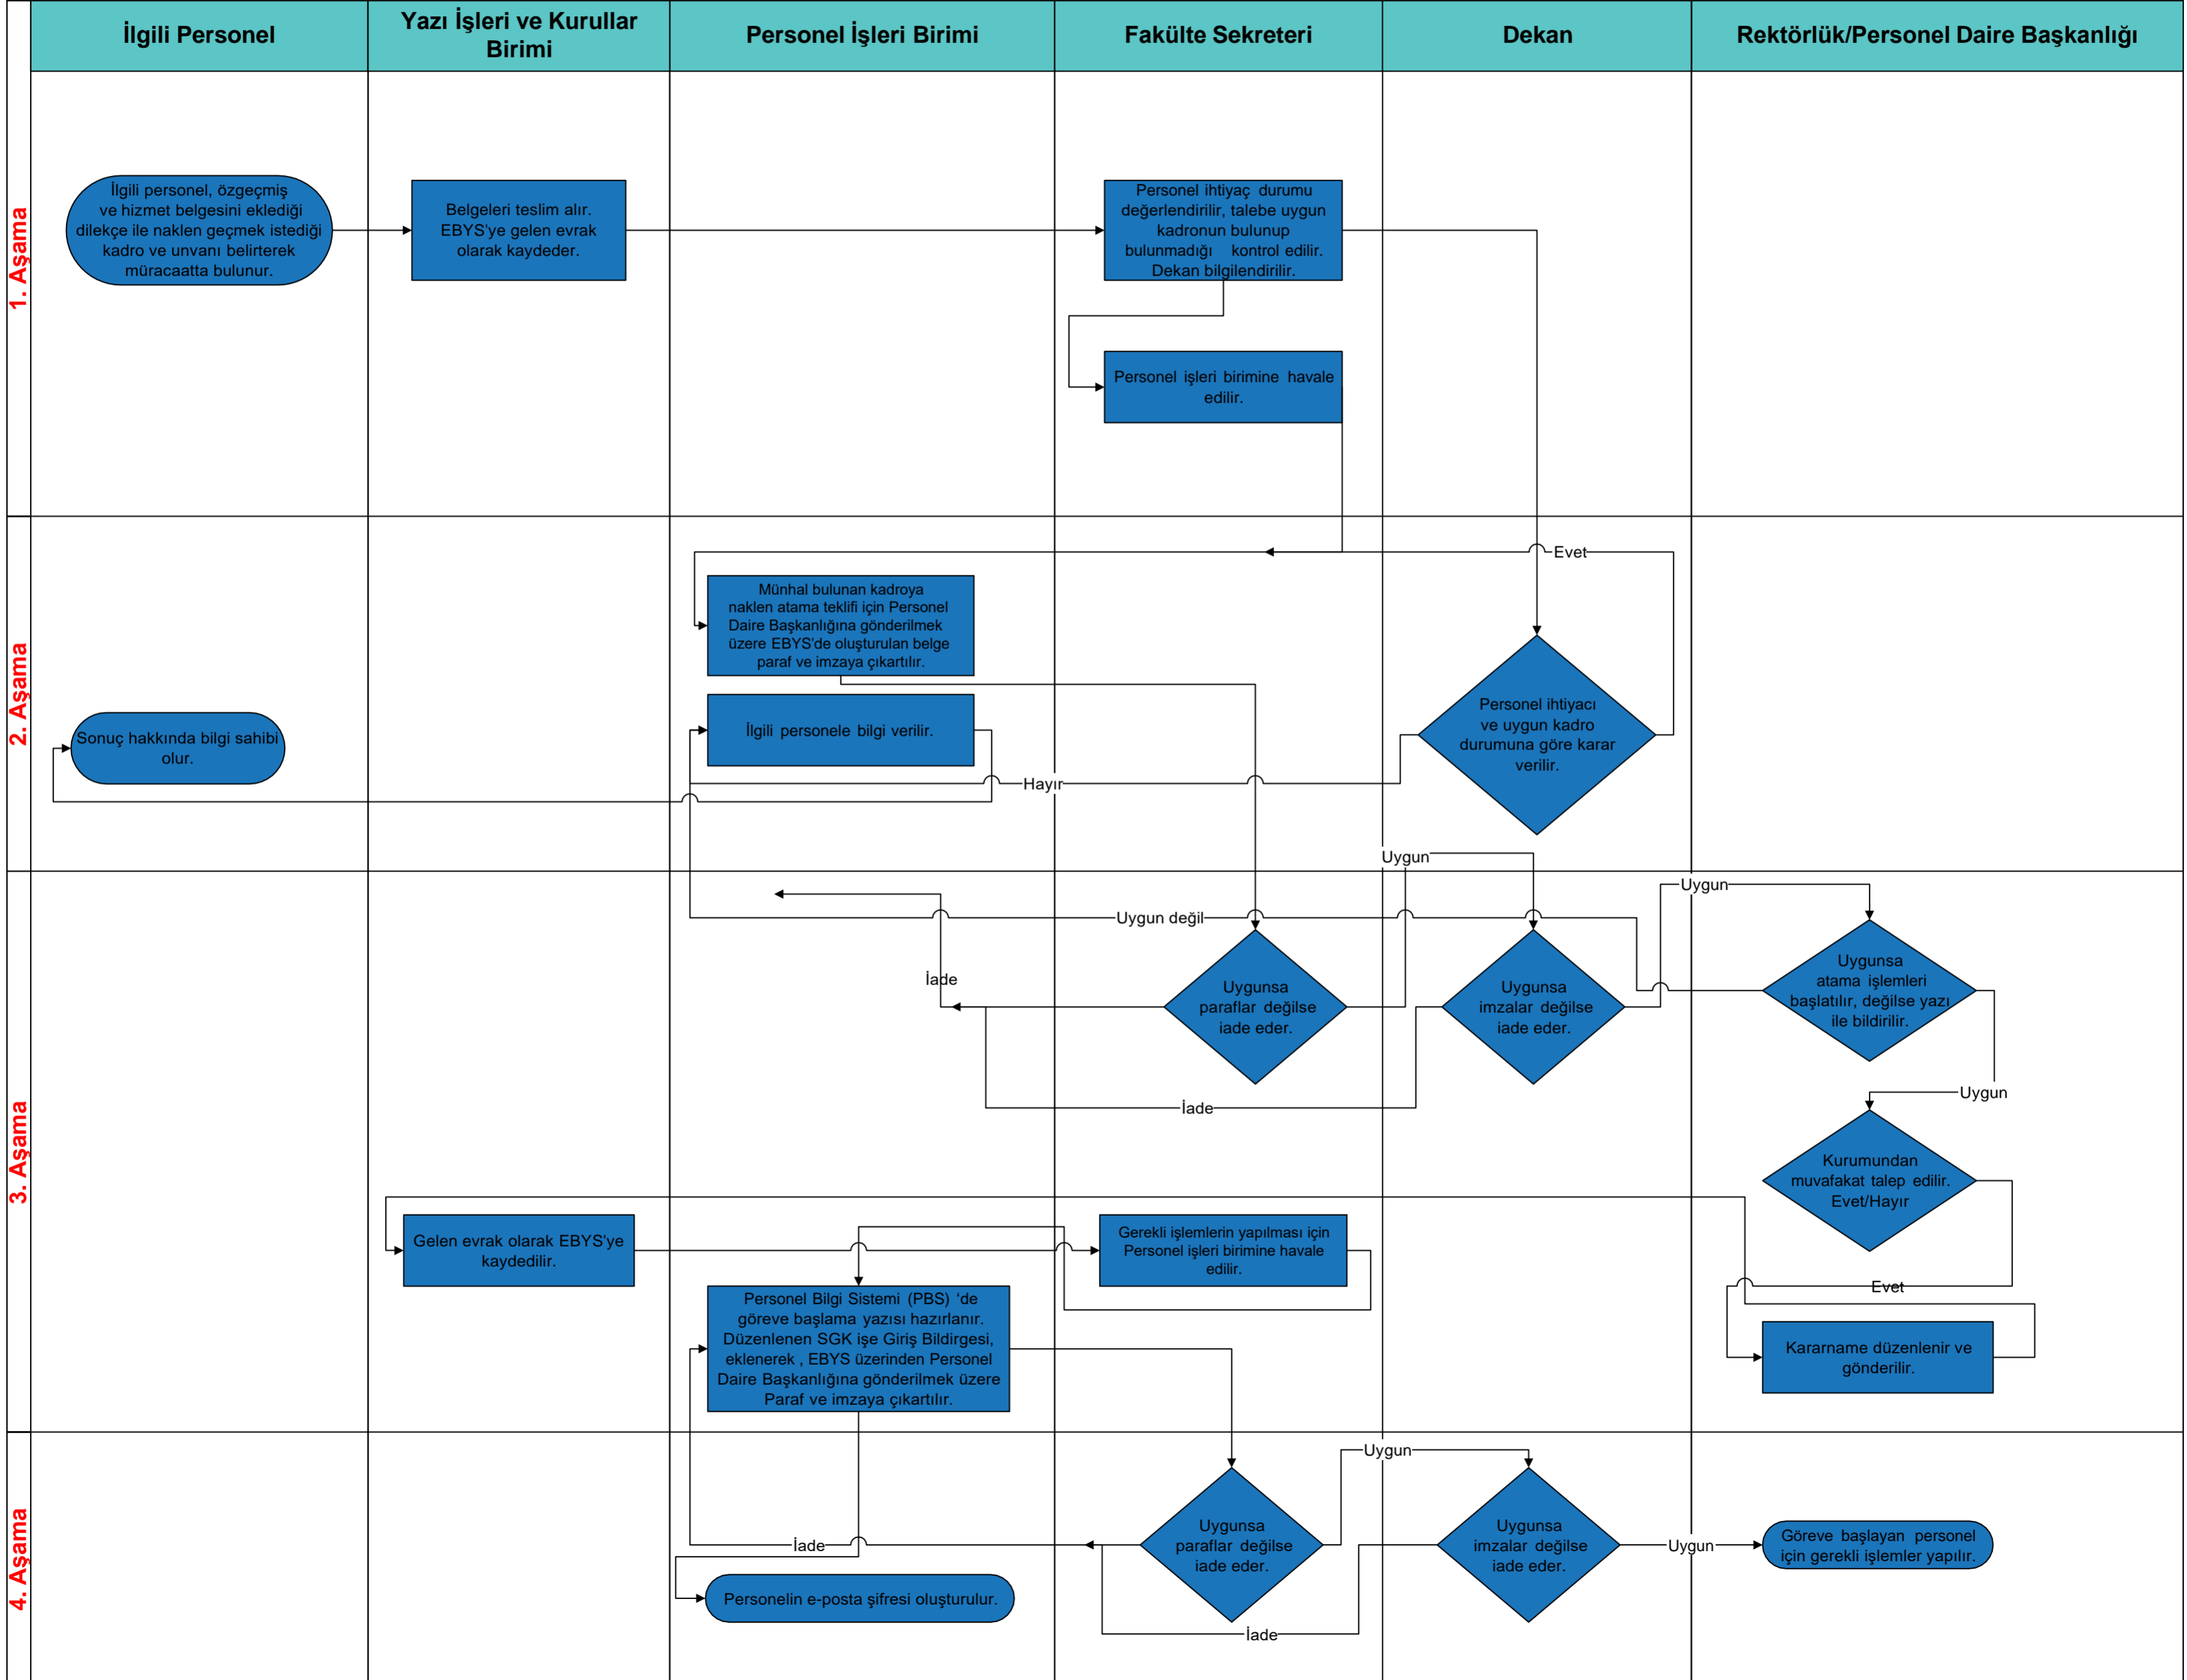 İlgili Personel
Yazı İşleri ve Kurullar
Birimi
Personel İşleri Birimi
Fakülte Sekreteri
Dekan
Rektörlük/Personel Daire Başkanlığı
1. Aşama
İlgili personel, özgeçmiş
ve hizmet belgesini eklediği
dilekçe ile naklen geçmek istediği
kadro ve unvanı belirterek
müracaatta bulunur.
Belgeleri teslim alır.
EBYS'ye gelen evrak
olarak kaydeder.
Personel ihtiyaç durumu
değerlendirilir, talebe uygun
kadronun bulunup
bulunmadığı kontrol edilir.
Dekan bilgilendirilir.
Personel işleri birimine havale
edilir.
2. Aşama
Evet
Münhal bulunan kadroya
naklen atama teklifi için Personel
Daire Başkanlığına gönderilmek
üzere EBYS'de oluşturulan belge
paraf ve imzaya çıkartılır.
Personel ihtiyacı
ve uygun kadro
durumuna göre karar
verilir.
İlgili personele bilgi verilir.
Sonuç hakkında bilgi sahibi
olur.
Hayır
Uygun
3. Aşama
Uygun
Uygun değil
İade
Uygunsa
paraflar değilse
iade eder.
Uygunsa
imzalar değilse
iade eder.
Uygunsa
atama işlemleri
başlatılır, değilse yazı
ile bildirilir.
İade
Uygun
Kurumundan
muvafakat talep edilir.
Evet/Hayır
Gelen evrak olarak EBYS'ye
kaydedilir.
Gerekli işlemlerin yapılması için
Personel işleri birimine havale
edilir.
Evet
Personel Bilgi Sistemi (PBS) ‘de
göreve başlama yazısı hazırlanır.
Düzenlenen SGK işe Giriş Bildirgesi,
eklenerek , EBYS üzerinden Personel
Daire Başkanlığına gönderilmek üzere
Paraf ve imzaya çıkartılır.
Kararname düzenlenir ve
gönderilir.
4. Aşama
Uygun
İade
Uygunsa
paraflar değilse
iade eder.
Uygunsa
imzalar değilse
iade eder.
Uygun
Göreve başlayan personel
için gerekli işlemler yapılır.
Personelin e-posta şifresi oluşturulur.
İade